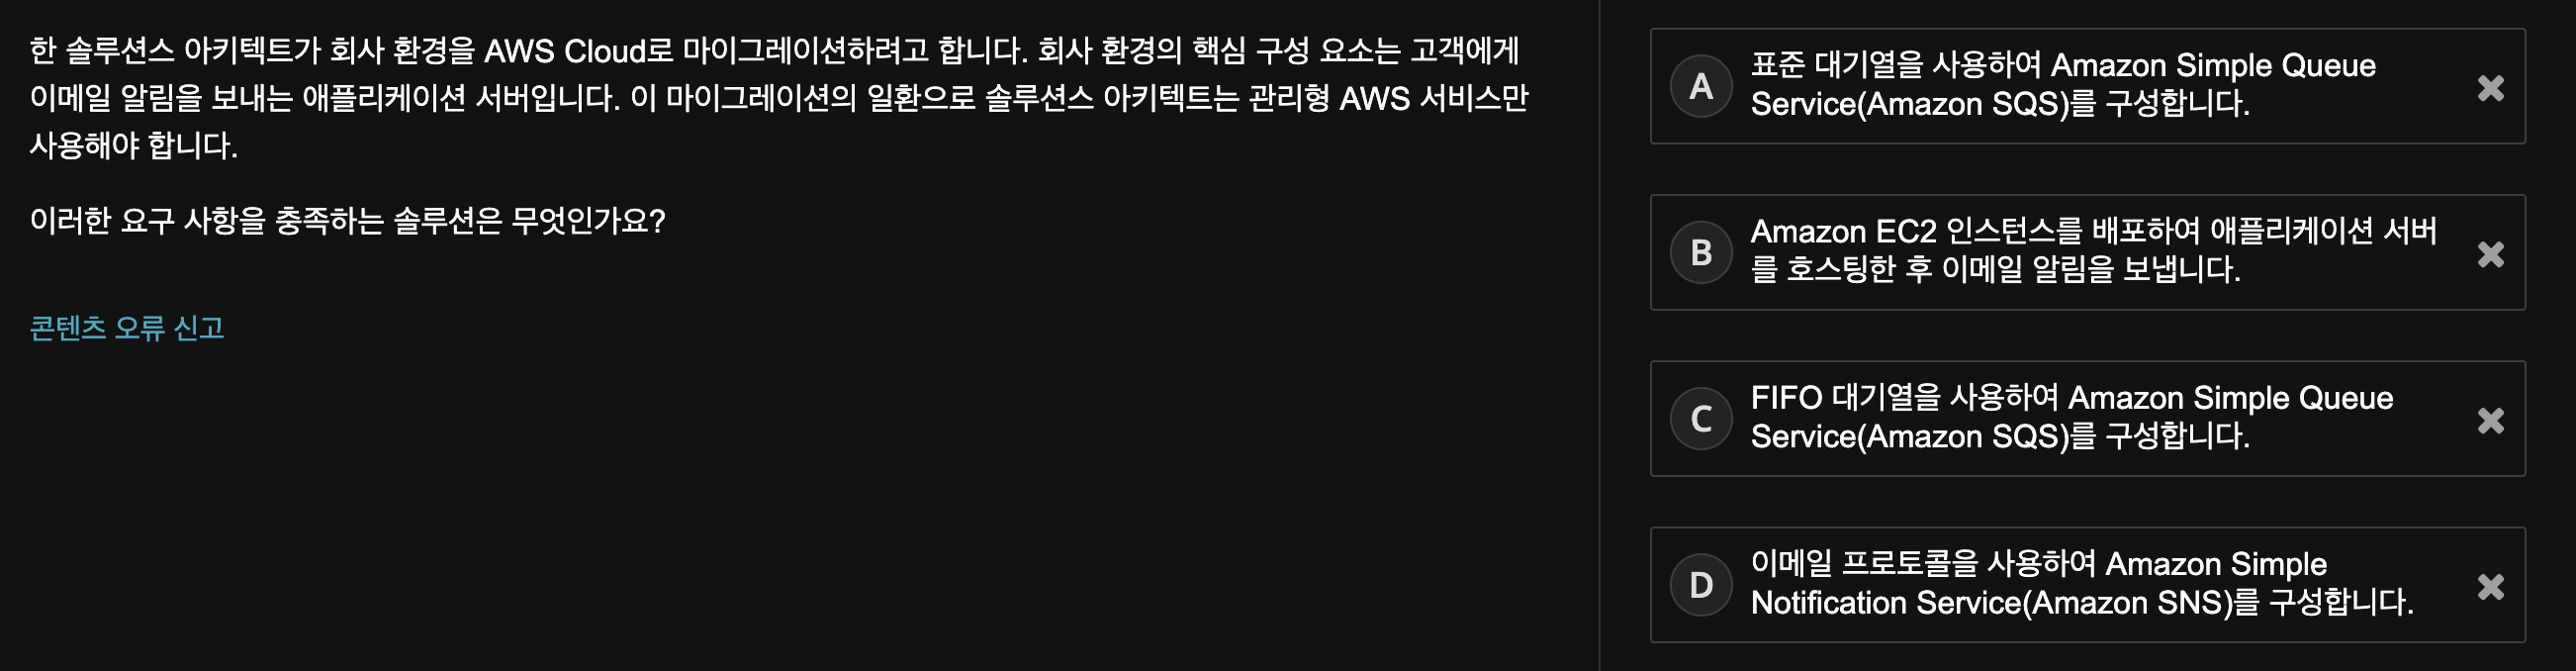 한 솔루션스 아키텍트가 회사 환경을 AWS Cloud로 마이그레이션하려고 합니다. 회사 환경의 핵심 구성 요소는 고객에게
이메일 알림을 보내는 애플리케이션 서버입니다. 이 마이그레이션의 일환으로 솔루션스 아키텍트는 관리형 AWS 서비스만
사용해야 합니다.
이러한 요구 사항을 충족하는 솔루션은 무엇인가요?
콘텐츠 오류 신고
A
표준 대기열을 사용하여 Amazon Simple Queue
Service(Amazon SQS)를 구성합니다.
B
Amazon EC2 인스턴스를 배포하여 애플리케이션 서버
를 호스팅한 후 이메일 알림을 보냅니다.
C
FIFO 대기열을 사용하여 Amazon Simple Queue
Service(Amazon SQS)를 구성합니다.
D
이메일 프로토콜을 사용하여 Amazon Simple
Notification Service(Amazon SNS)를 구성합니다.